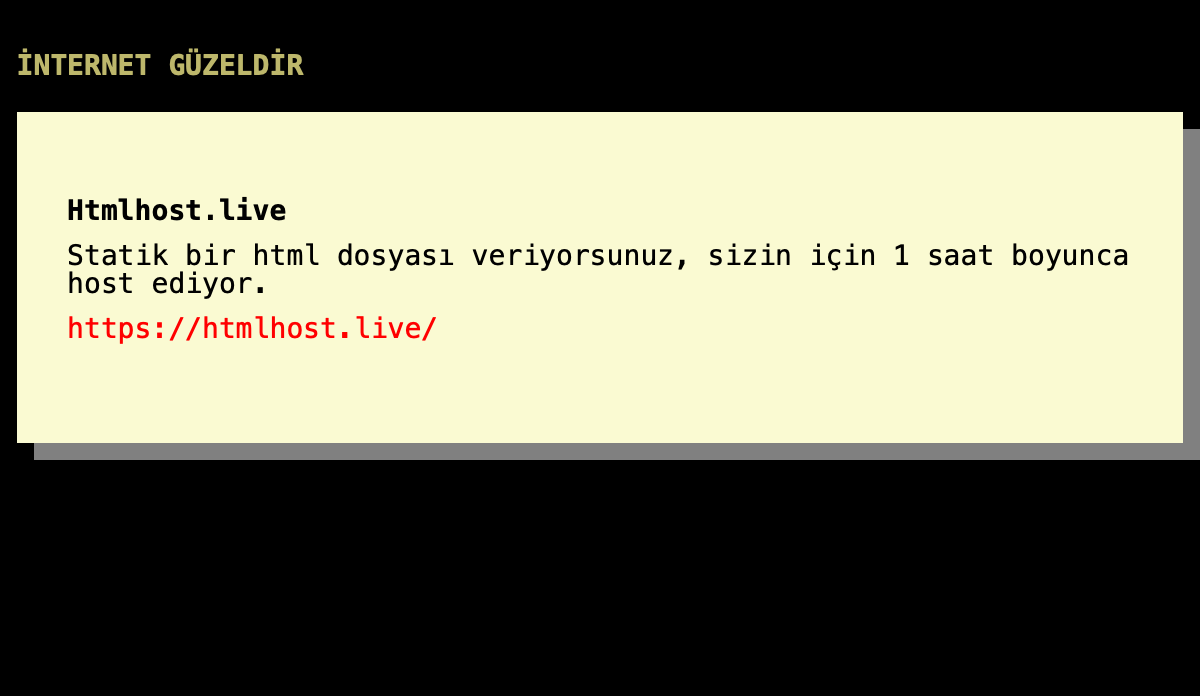 İNTERNET GÜZELDİR
Htmlhost.live
Statik bir html dosyası veriyorsunuz, sizin için 1 saat boyunca
host ediyor.
https://htmlhost.live/